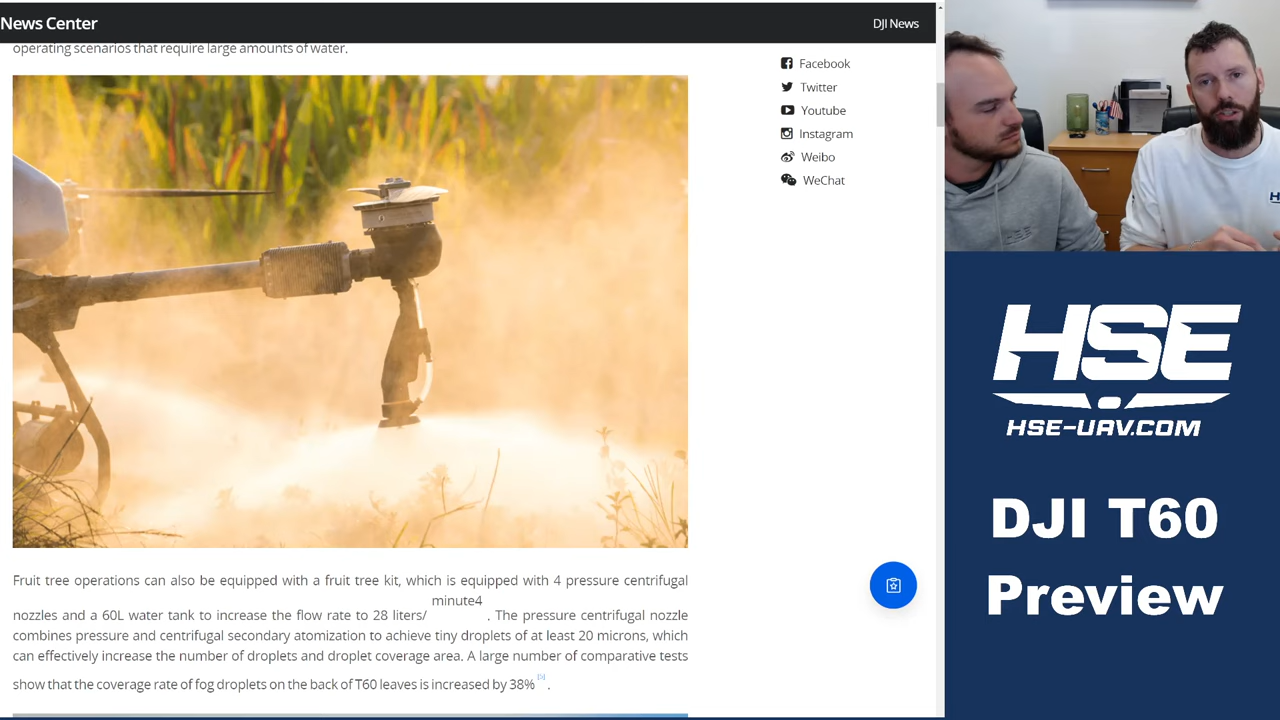 News Center
DJI News
operating scenarios that require large amounts of water.
Facebook
Twitter
Youtube
Instagram
Weibo
WeChat
Fruit tree operations can also be equipped with a fruit tree kit, which is equipped with 4 pressure centrifugal
minute4
nozzles and a 60L water tank to increase the flow rate to 28 liters/ . The pressure centrifugal nozzle
combines pressure and centrifugal secondary atomization to achieve tiny droplets of at least 20 microns, which
can effectively increase the number of droplets and droplet coverage area. A large number of comparative tests
show that the coverage rate of fog droplets on the back of T60 leaves is increased by 38% .
HSE
HSE-UAV.COM
DJI T60
Preview